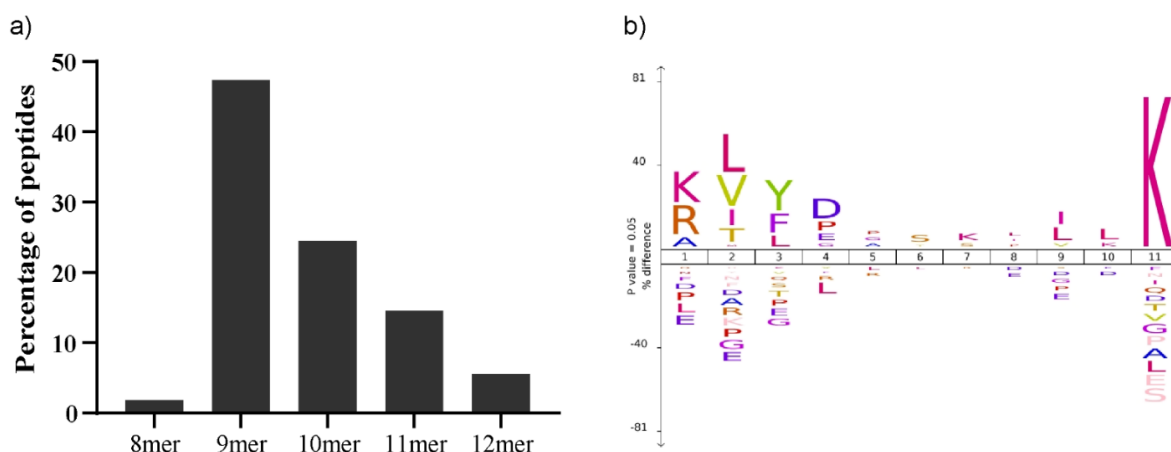 a)
Percentage of peptides
50
40
30
20
10
0
8mer 9mer 10mer 11mer 12mer
b)
P value = 0.05
% difference
81
40
-40
-81
K
R
A
L
V
I
T
Y
F
L
D
P
E
P
G
A
S
K
I
L
L
K
K
1 2 3 4 5 6 7 8 9 10 11
D
P
L
E
D
A
R
K
P
G
E
S
T
P
E
G
L
L
D
E
D
G
P
E
D
I
Q
D
T
V
G
P
A
L
E
S